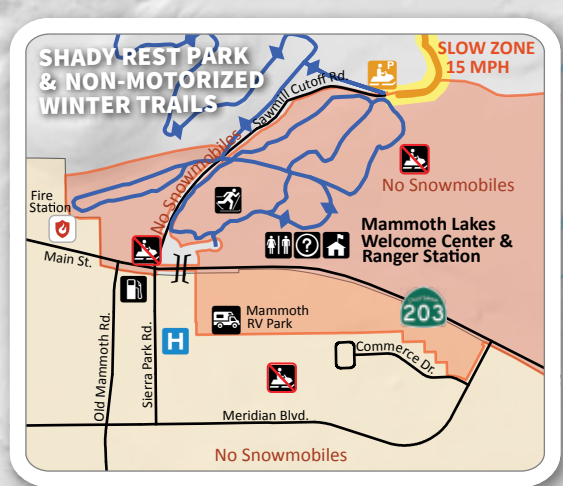 SHADY REST PARK
& NON-MOTORIZED
WINTER TRAILS
SLOW ZONE
15 MPH
P
Sawmill Cutoff Rd.
No Snowmobiles
No Snowmobiles
Fire
Station
Mammoth Lakes
Welcome Center &
Ranger Station
?
Main St.
203
Mammoth
RV Park
H
Old Mammoth Rd.
Sierra Park Rd.
Commerce Dr.
Meridian Blvd.
No Snowmobiles